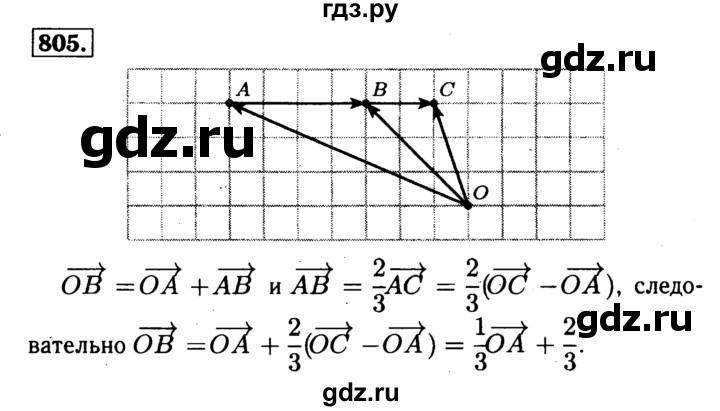 гдз.ру
805.
gdz.ru
A B C
gdz.ru
O
$\overrightarrow{OB} = \overrightarrow{OA} + \overrightarrow{AB}$ и $\overrightarrow{AB} = \frac{2}{3}\overrightarrow{AC} = \frac{2}{3}(\overrightarrow{OC} - \overrightarrow{OA})$, следо-
gdz.ru
вательно $\overrightarrow{OB} = \overrightarrow{OA} + \frac{2}{3}(\overrightarrow{OC} - \overrightarrow{OA}) = \frac{1}{3}\overrightarrow{OA} + \frac{2}{3}$.
gdz.ru